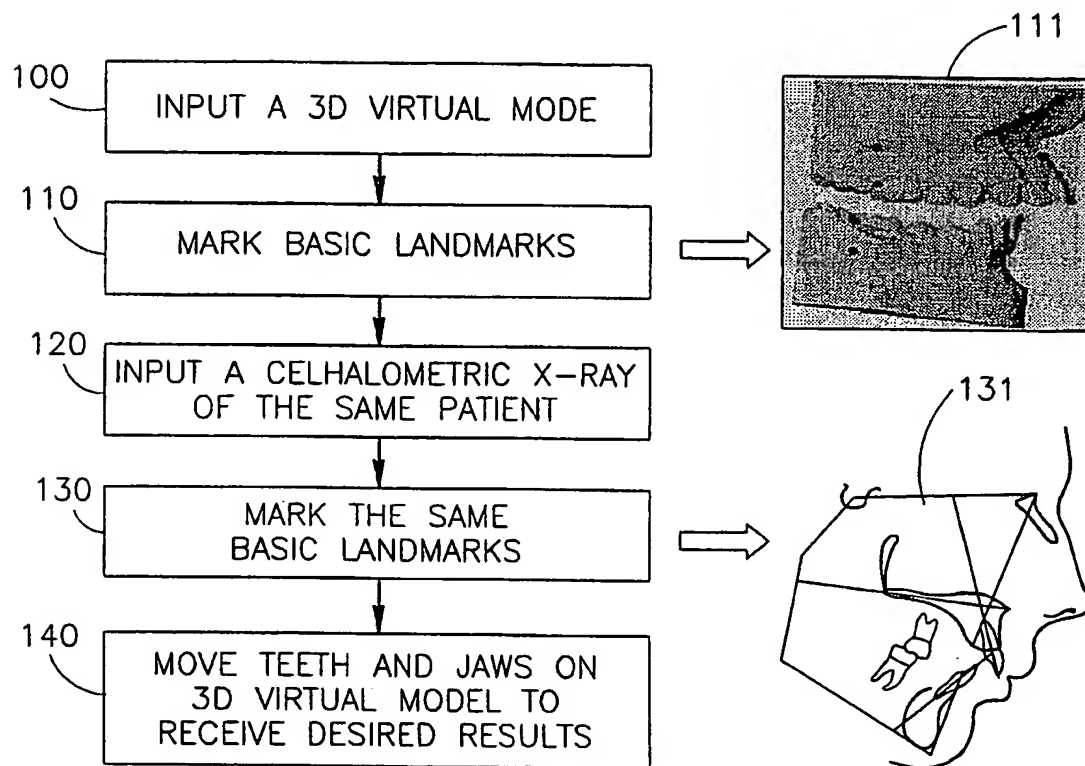 111
100
INPUT A 3D VIRTUAL MODE
110
MARK BASIC LANDMARKS
120
INPUT A CELHALOMETRIC X-RAY
OF THE SAME PATIENT
131
130
MARK THE SAME
BASIC LANDMARKS
140
MOVE TEETH AND JAWS ON
3D VIRTUAL MODEL TO
RECEIVE DESIRED RESULTS